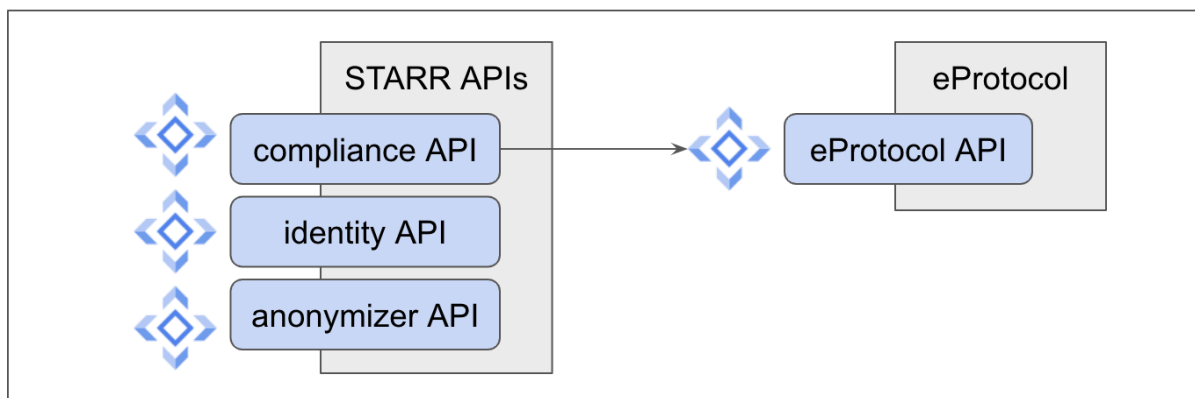 STARR APIs
compliance API
identity API
anonymizer API
eProtocol
eProtocol API